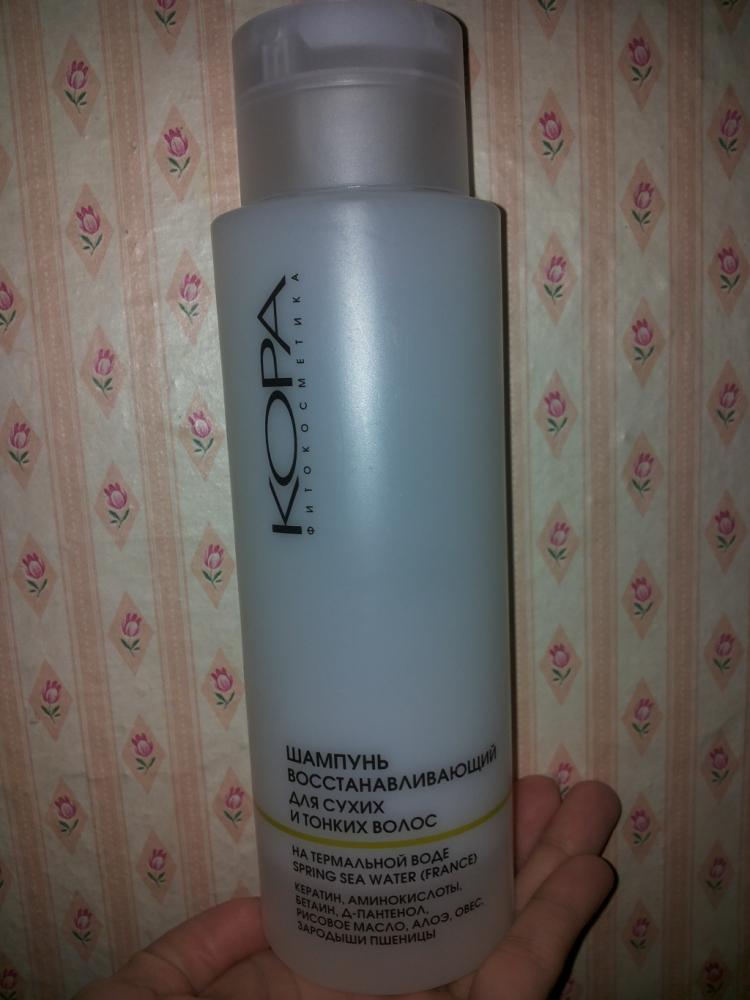 КОРА
ФИТОКОСМЕТИКА
ШАМПУНЬ
ВОССТАНАВЛИВАЮЩИЙ
ДЛЯ СУХИХ
И ТОНКИХ ВОЛОС
НА ТЕРМАЛЬНОЙ ВОДЕ
SPRING SEA WATER (FRANCE)
КЕРАТИН, АМИНОКИСЛОТЫ,
БЕТАИН, Д-ПАНТЕНОЛ,
РИСОВОЕ МАСЛО, АЛОЭ, ОВЕС,
ЗАРОДЫШИ ПШЕНИЦЫ